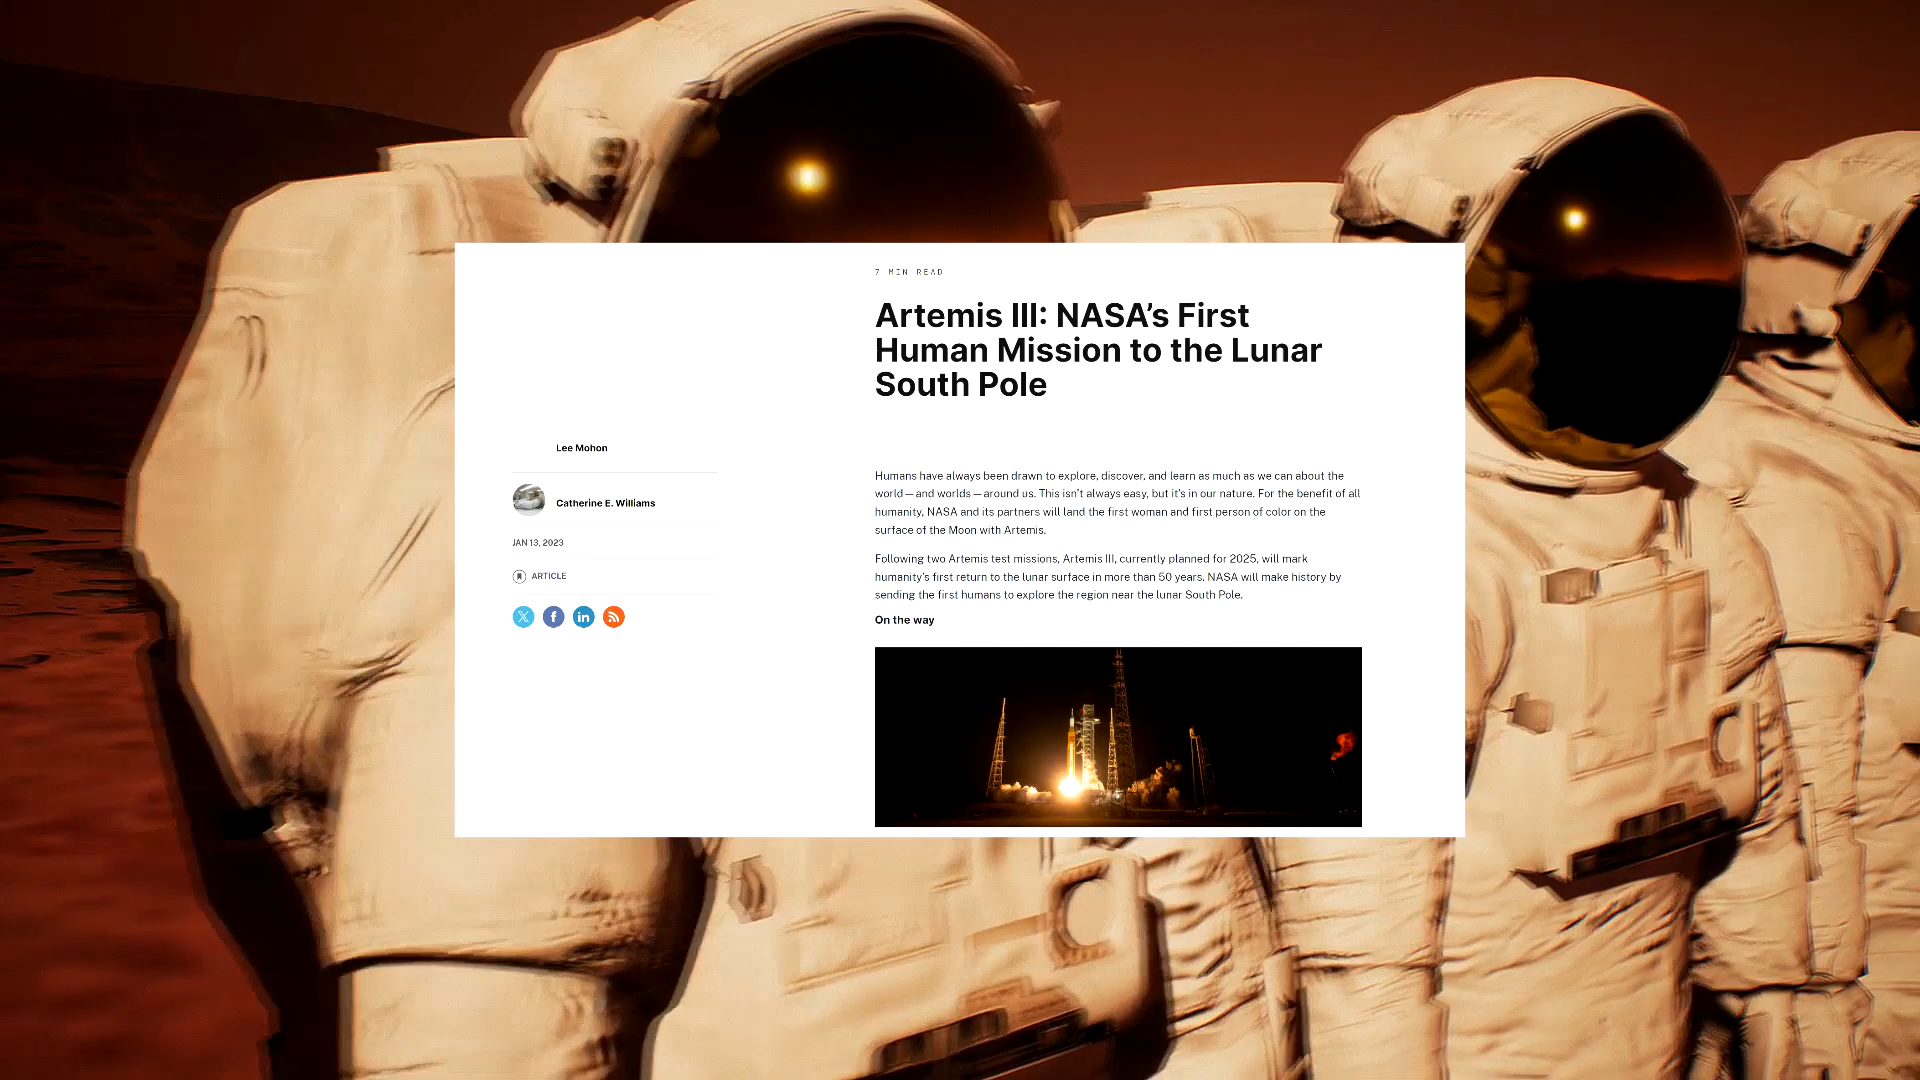 7 MIN READ
Artemis III: NASA’s First
Human Mission to the Lunar
South Pole
Lee Mohon
Catherine E. Williams
JAN 13, 2023
ARTICLE
Humans have always been drawn to explore, discover, and learn as much as we can about the
world — and worlds — around us. This isn’t always easy, but it’s in our nature. For the benefit of all
humanity, NASA and its partners will land the first woman and first person of color on the
surface of the Moon with Artemis.
Following two Artemis test missions, Artemis III, currently planned for 2025, will mark
humanity’s first return to the lunar surface in more than 50 years. NASA will make history by
sending the first humans to explore the region near the lunar South Pole.
On the way